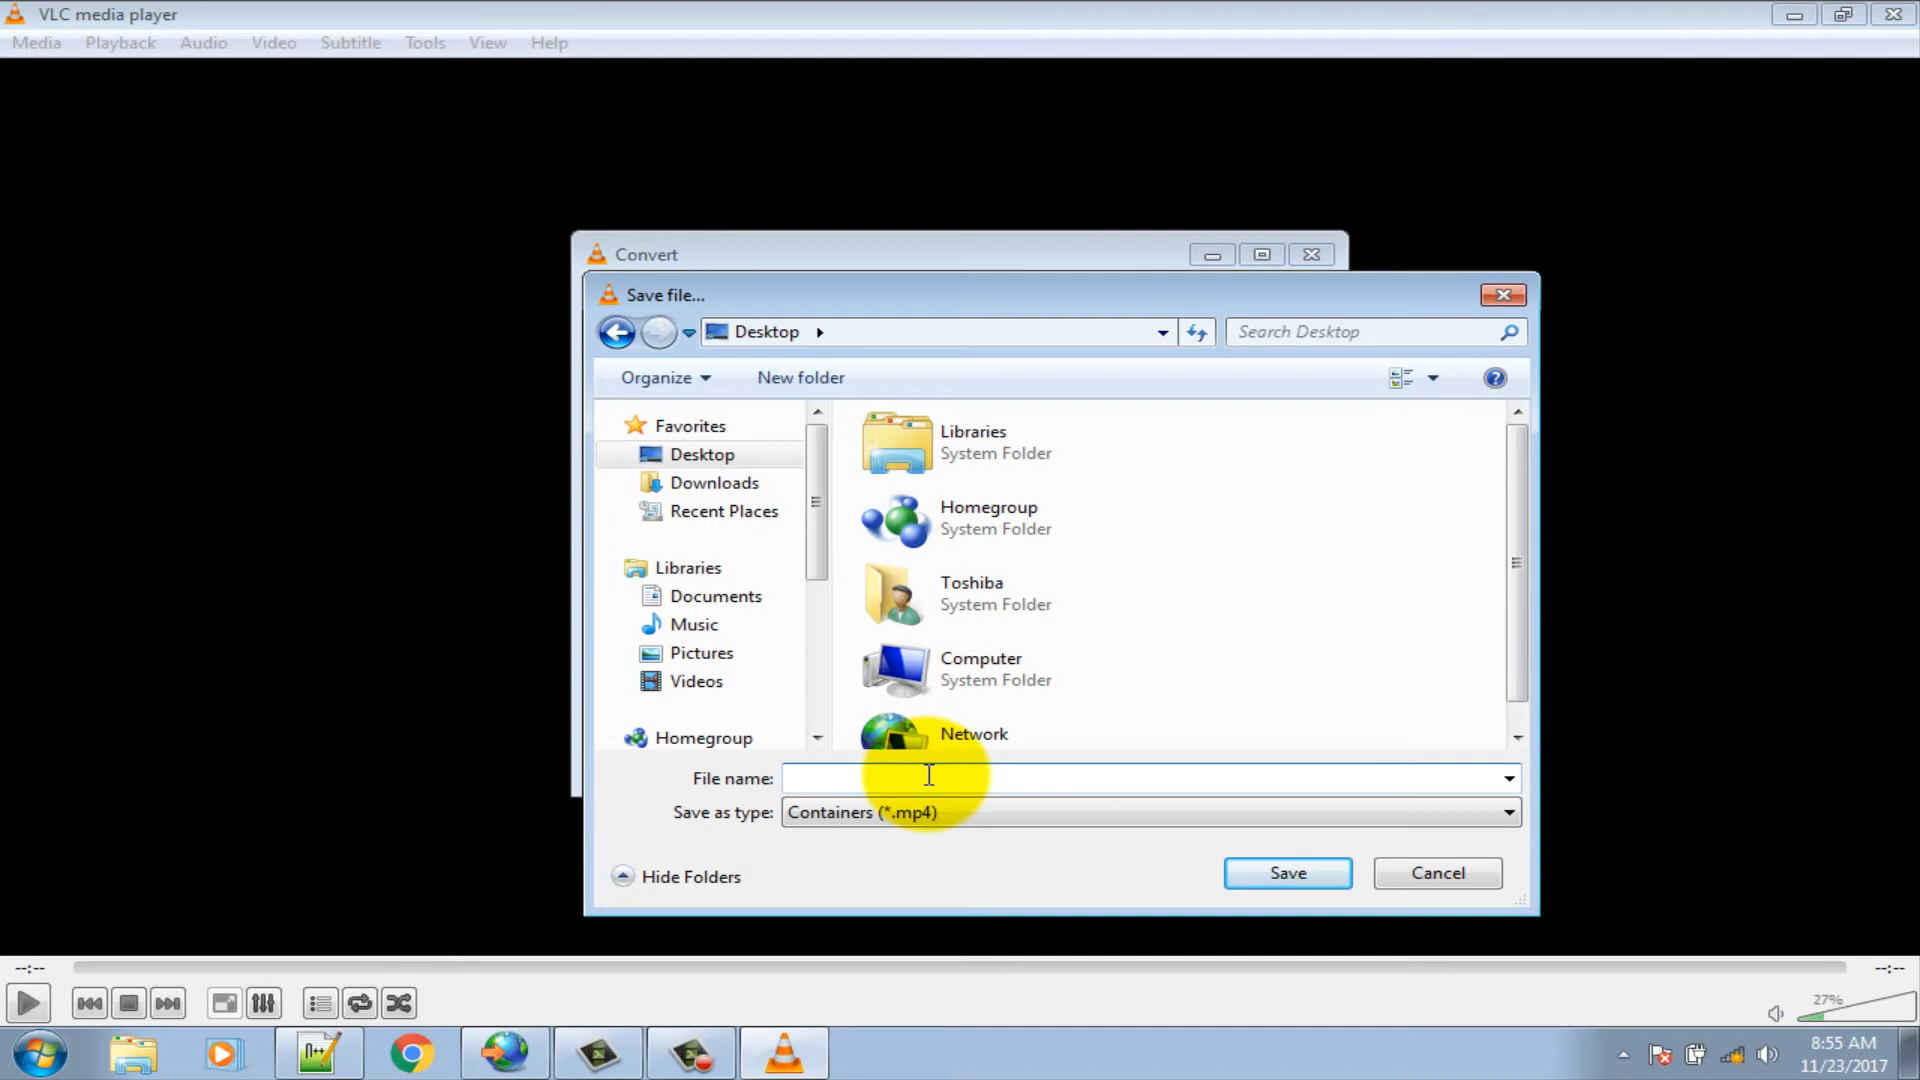 VLC media player
Media Playback Audio Video Subtitle Tools View Help
Convert
Save file...
Desktop
Search Desktop
Organize New folder
Favorites
Desktop
Downloads
Recent Places
Libraries
Documents
Music
Pictures
Videos
Homegroup
Libraries
System Folder
Homegroup
System Folder
Toshiba
System Folder
Computer
System Folder
Network
File name:
Save as type: Containers (*.mp4)
Hide Folders
Save Cancel
--:-- --:--
27%
N++
8:55 AM
11/23/2017